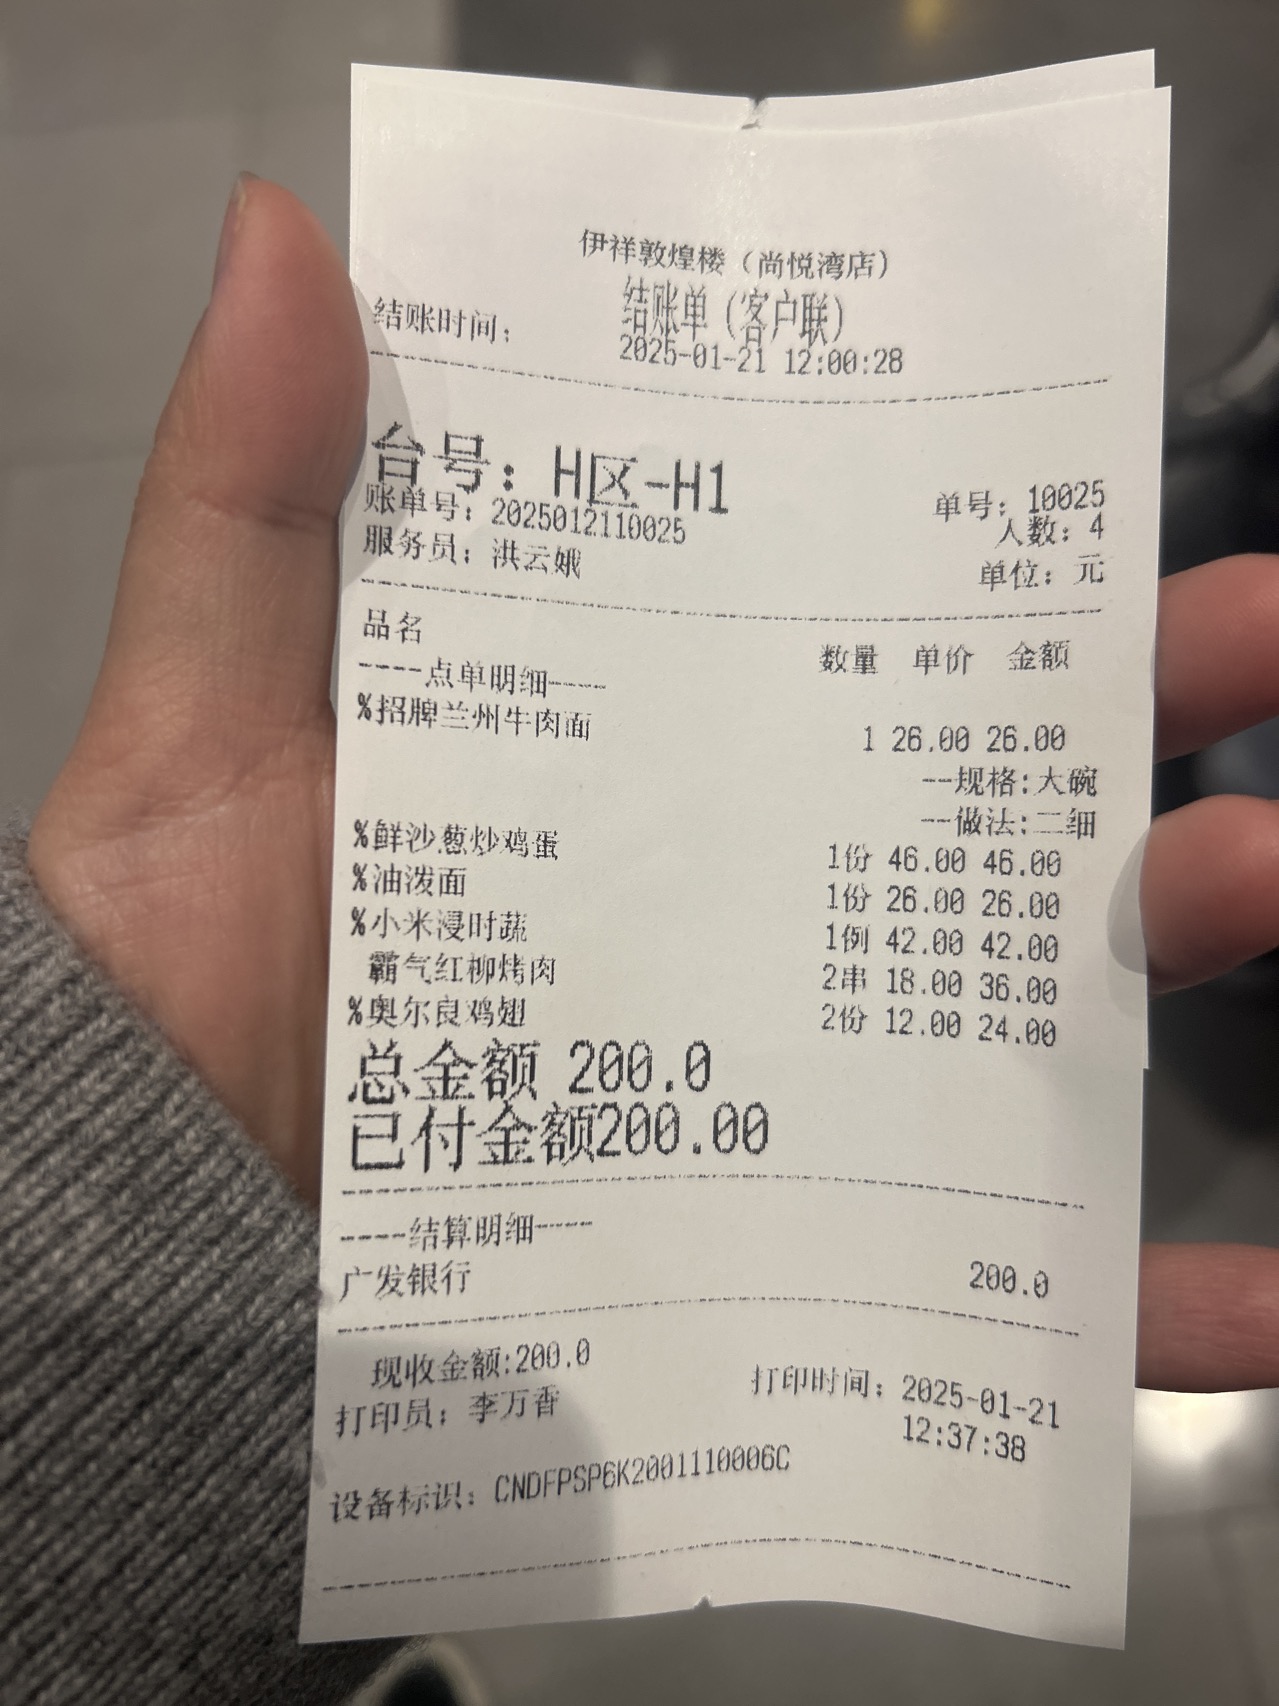 伊祥敦煌楼（尚悦湾店）
结账单（客户联）
结账时间： 2025-01-21 12:00:28
台号：H区-H1
账单号：2025012110025 单号：10025
服务员：洪云娥 人数：4
单位：元
品名 数量 单价 金额
----点单明细----
%招牌兰州牛肉面 1 26.00 26.00
--规格:大碗
--做法:二细
%鲜沙葱炒鸡蛋 1份 46.00 46.00
%油泼面 1份 26.00 26.00
%小米浸时蔬 1例 42.00 42.00
霸气红柳烤肉 2串 18.00 36.00
%奥尔良鸡翅 2份 12.00 24.00
总金额 200.0
已付金额200.00
----结算明细----
广发银行 200.0
现收金额:200.0
打印员：李万香 打印时间：2025-01-21
12:37:38
设备标识：CNDFPSP6K2001110006C